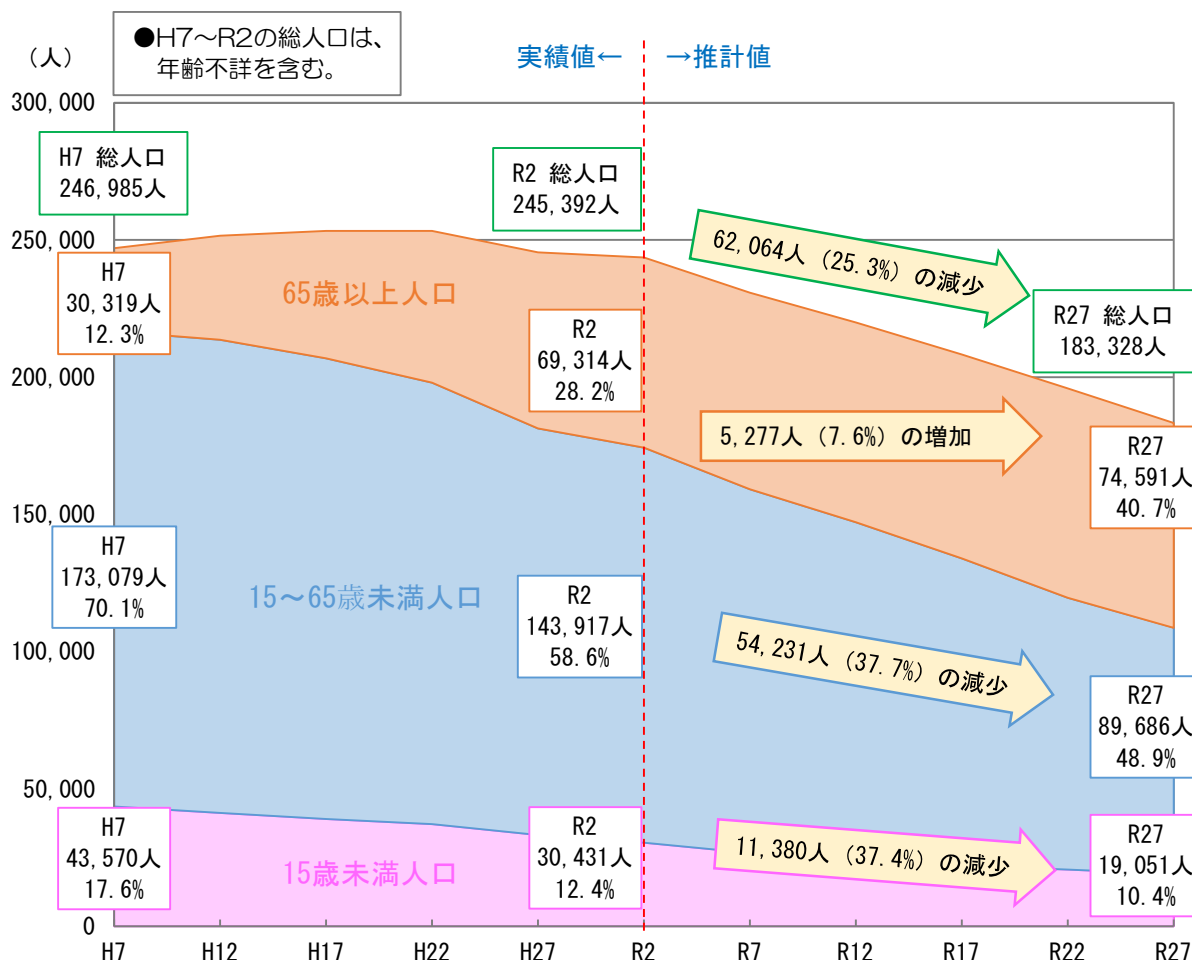 ●H7～R2の総人口は、
年齢不詳を含む。
（人）
実績値←
→推計値
300,000
250,000
200,000
150,000
100,000
50,000
0
H7 総人口
246,985人
R2 総人口
245,392人
62,064人（25.3%）の減少
R27 総人口
183,328人
H7
30,319人
12.3%
65歳以上人口
R2
69,314人
28.2%
5,277人（7.6%）の増加
R27
74,591人
40.7%
H7
173,079人
70.1%
15～65歳未満人口
R2
143,917人
58.6%
54,231人（37.7%）の減少
R27
89,686人
48.9%
H7
43,570人
17.6%
15歳未満人口
R2
30,431人
12.4%
11,380人（37.4%）の減少
R27
19,051人
10.4%
H7 H12 H17 H22 H27 R2 R7 R12 R17 R22 R27